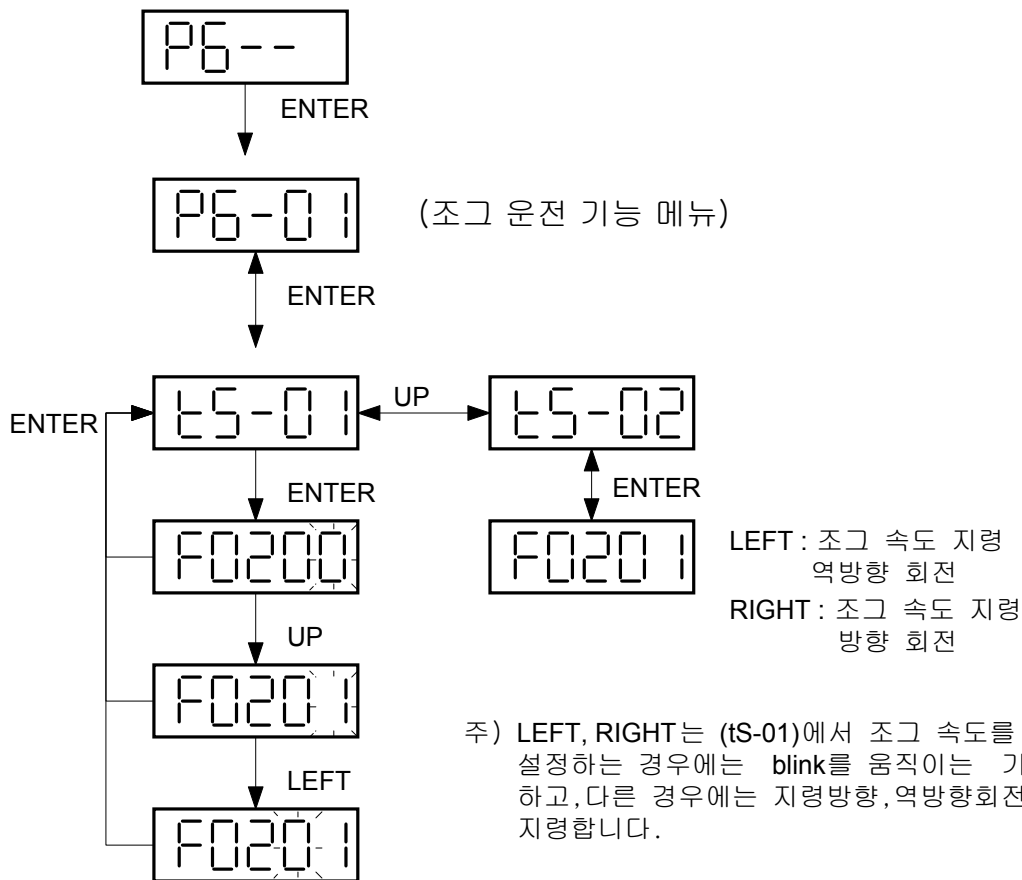 P6--
ENTER
P6-01
(조그 운전 기능 메뉴)
ENTER
tS-01
UP
tS-02
ENTER
ENTER
ENTER
F0200
F0201
LEFT : 조그 속도 지령
역방향 회전
RIGHT : 조그 속도 지령
방향 회전
UP
F0201
주) LEFT, RIGHT는 (tS-01)에서 조그 속도를
설정하는 경우에는 blink를 움직이는
하고,다른 경우에는 지령방향,역방향회전
지령합니다.
LEFT
F0201